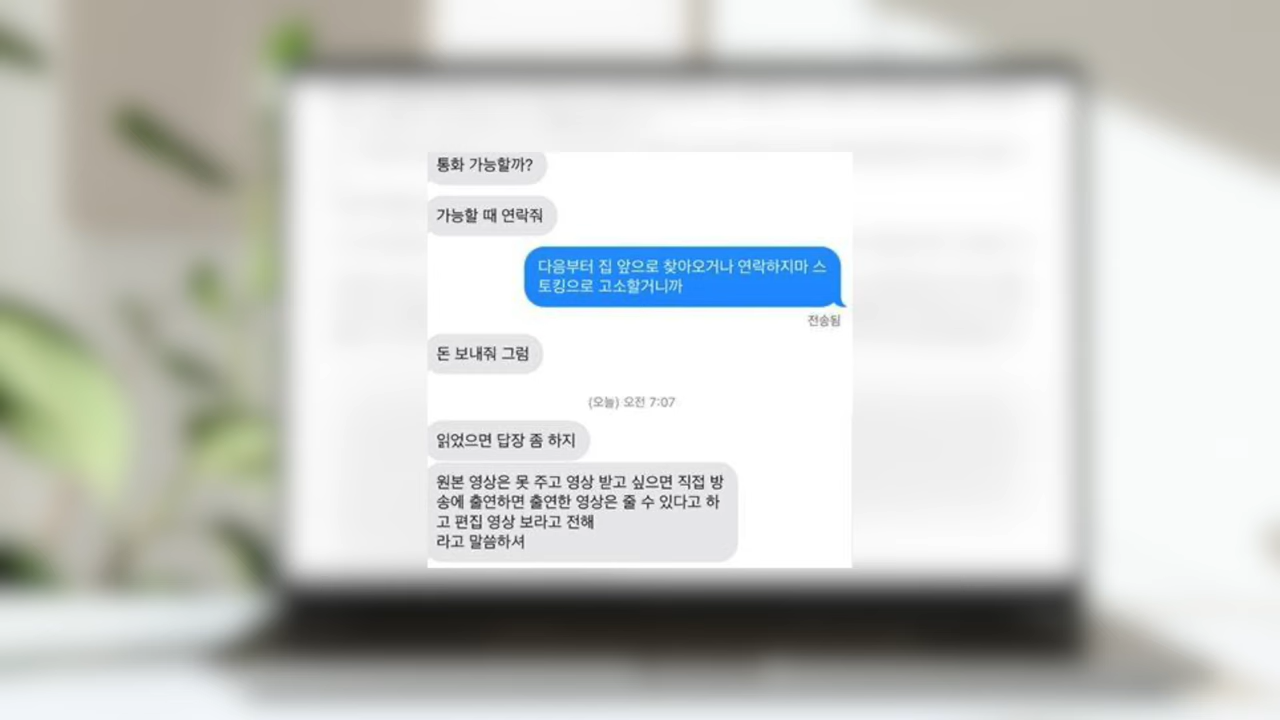 통화 가능할까?
가능할 때 연락줘
다음부터 집 앞으로 찾아오거나 연락하지마 스
토킹으로 고소할거니까
전송됨
돈 보내줘 그럼
(오늘) 오전 7:07
읽었으면 답장 좀 하지
원본 영상은 못 주고 영상 받고 싶으면 직접 방
송에 출연하면 출연한 영상은 줄 수 있다고 하
고 편집 영상 보라고 전해
라고 말씀하셔